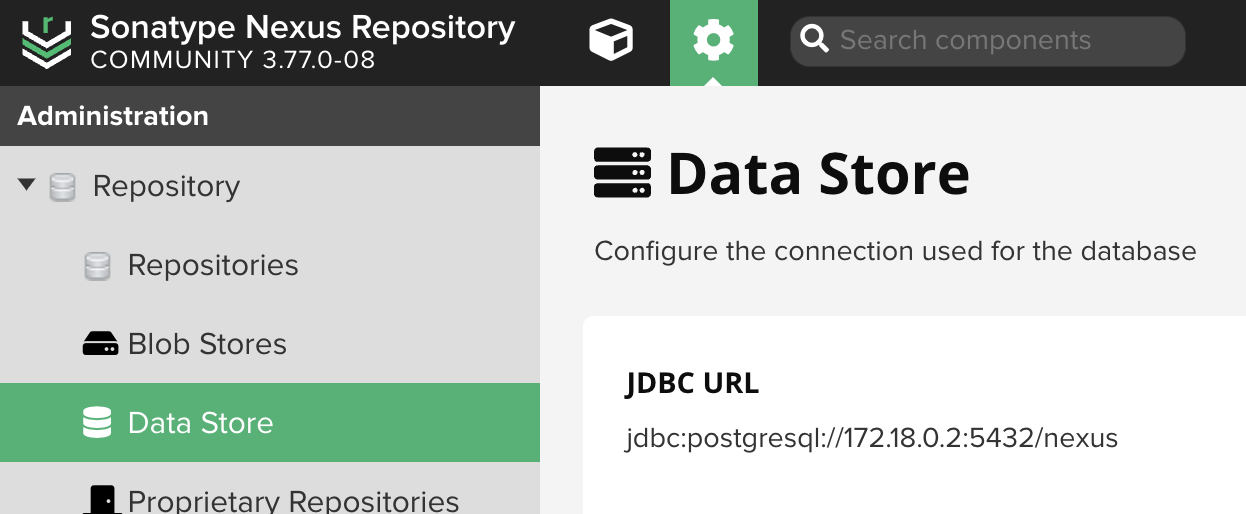 Sonatype Nexus Repository
COMMUNITY 3.77.0-08
Search components
Administration
Repository
Repositories
Blob Stores
Data Store
Proprietary Repositories
Data Store
Configure the connection used for the database
JDBC URL
jdbc:postgresql://172.18.0.2:5432/nexus